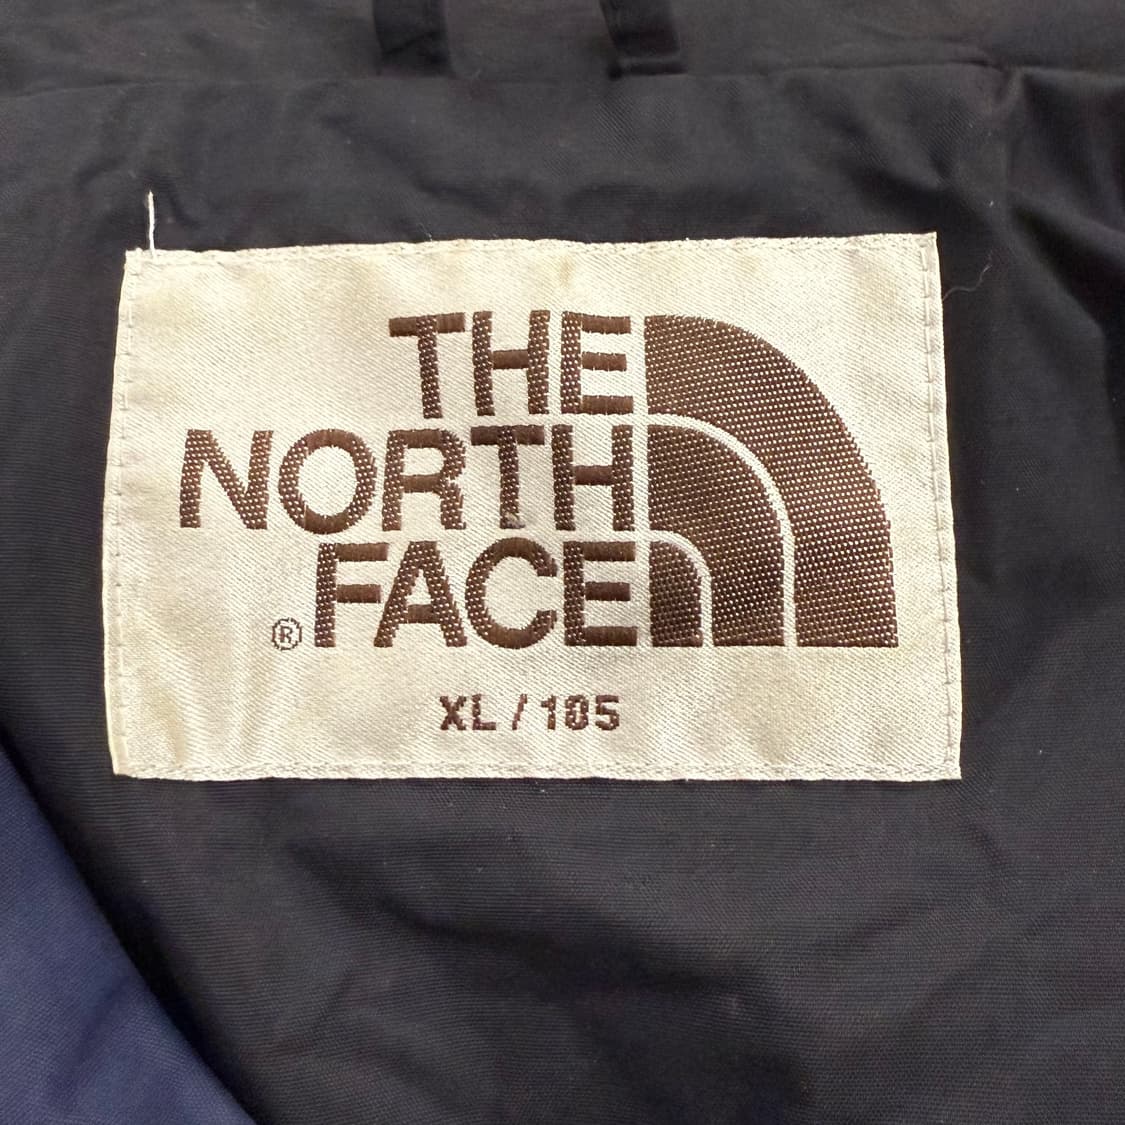 THE
NORTH
FACE
®
XL / 105